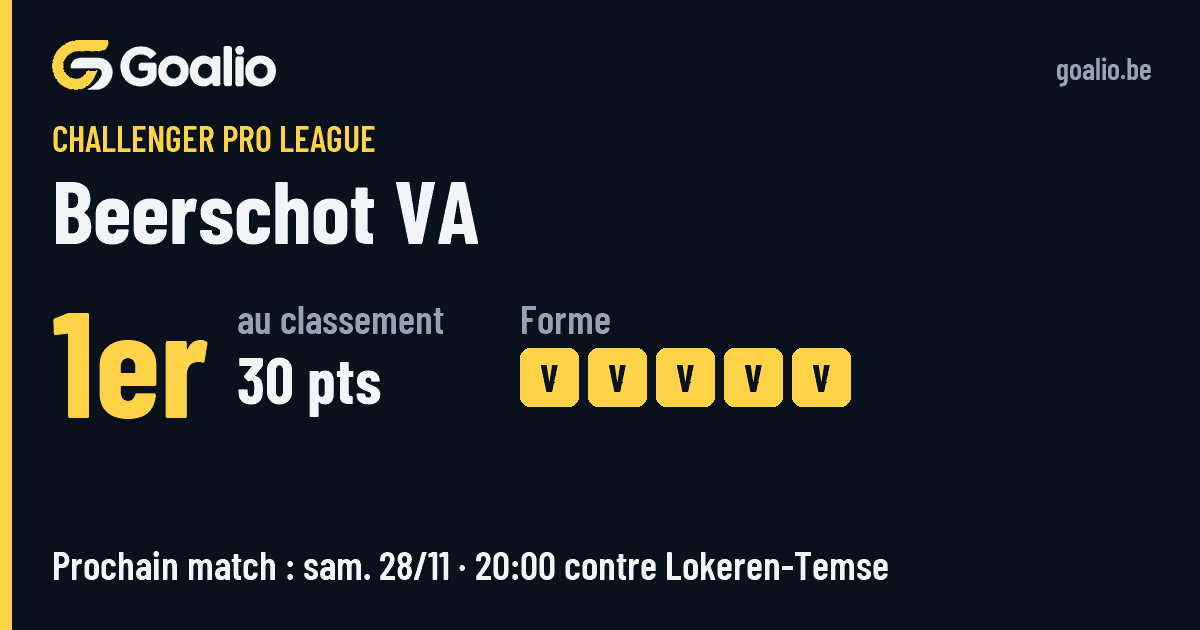 Goalio
goalio.be
CHALLENGER PRO LEAGUE
Beerschot VA
1er
au classement
30 pts
Forme
V V V V V
Prochain match : sam. 28/11 · 20:00 contre Lokeren-Temse